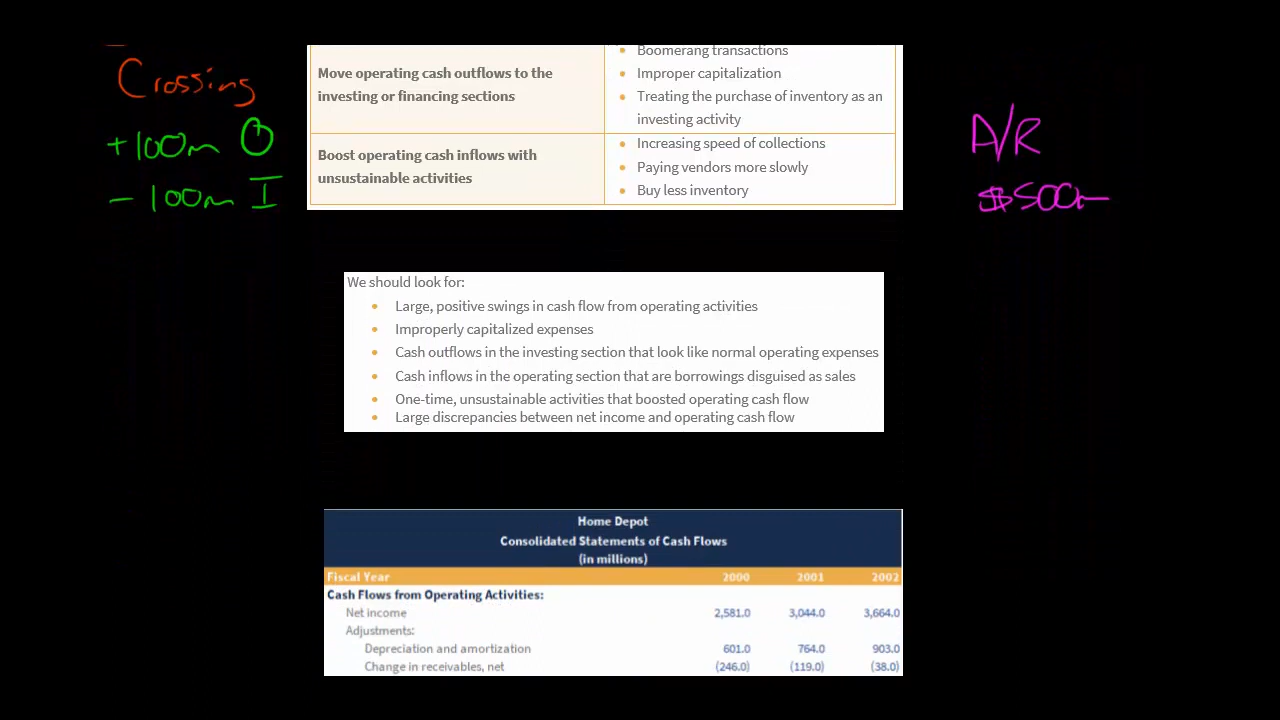 Crossing
+100m O
- 100m I
Boomerang transactions
Move operating cash outflows to the
investing or financing sections
Improper capitalization
Treating the purchase of inventory as an
investing activity
Boost operating cash inflows with
unsustainable activities
Increasing speed of collections
Paying vendors more slowly
Buy less inventory
A/R
$500m
We should look for:
Large, positive swings in cash flow from operating activities
Improperly capitalized expenses
Cash outflows in the investing section that look like normal operating expenses
Cash inflows in the operating section that are borrowings disguised as sales
One-time, unsustainable activities that boosted operating cash flow
Large discrepancies between net income and operating cash flow
Home Depot
Consolidated Statements of Cash Flows
(in millions)
Fiscal Year 2000 2001 2002
Cash Flows from Operating Activities:
Net income 2,581.0 3,044.0 3,664.0
Adjustments:
Depreciation and amortization 601.0 764.0 903.0
Change in receivables, net (246.0) (119.0) (38.0)